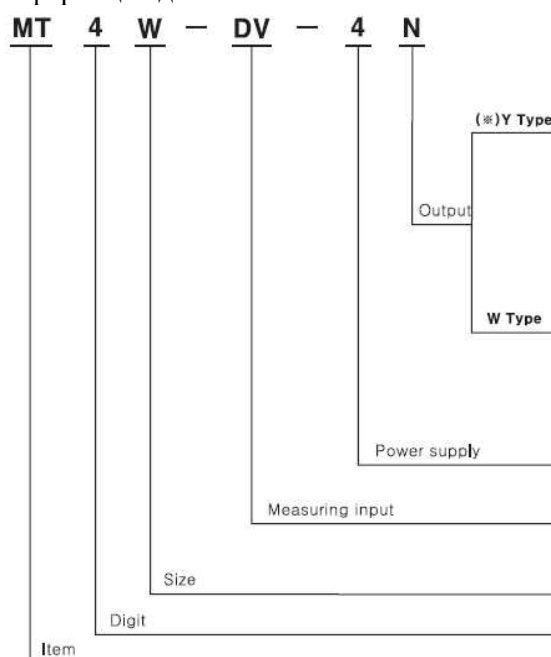 MT 4 W — DV — 4 N
(※)Y Type
Output
W Type
Power supply
Measuring input
Size
Digit
Item